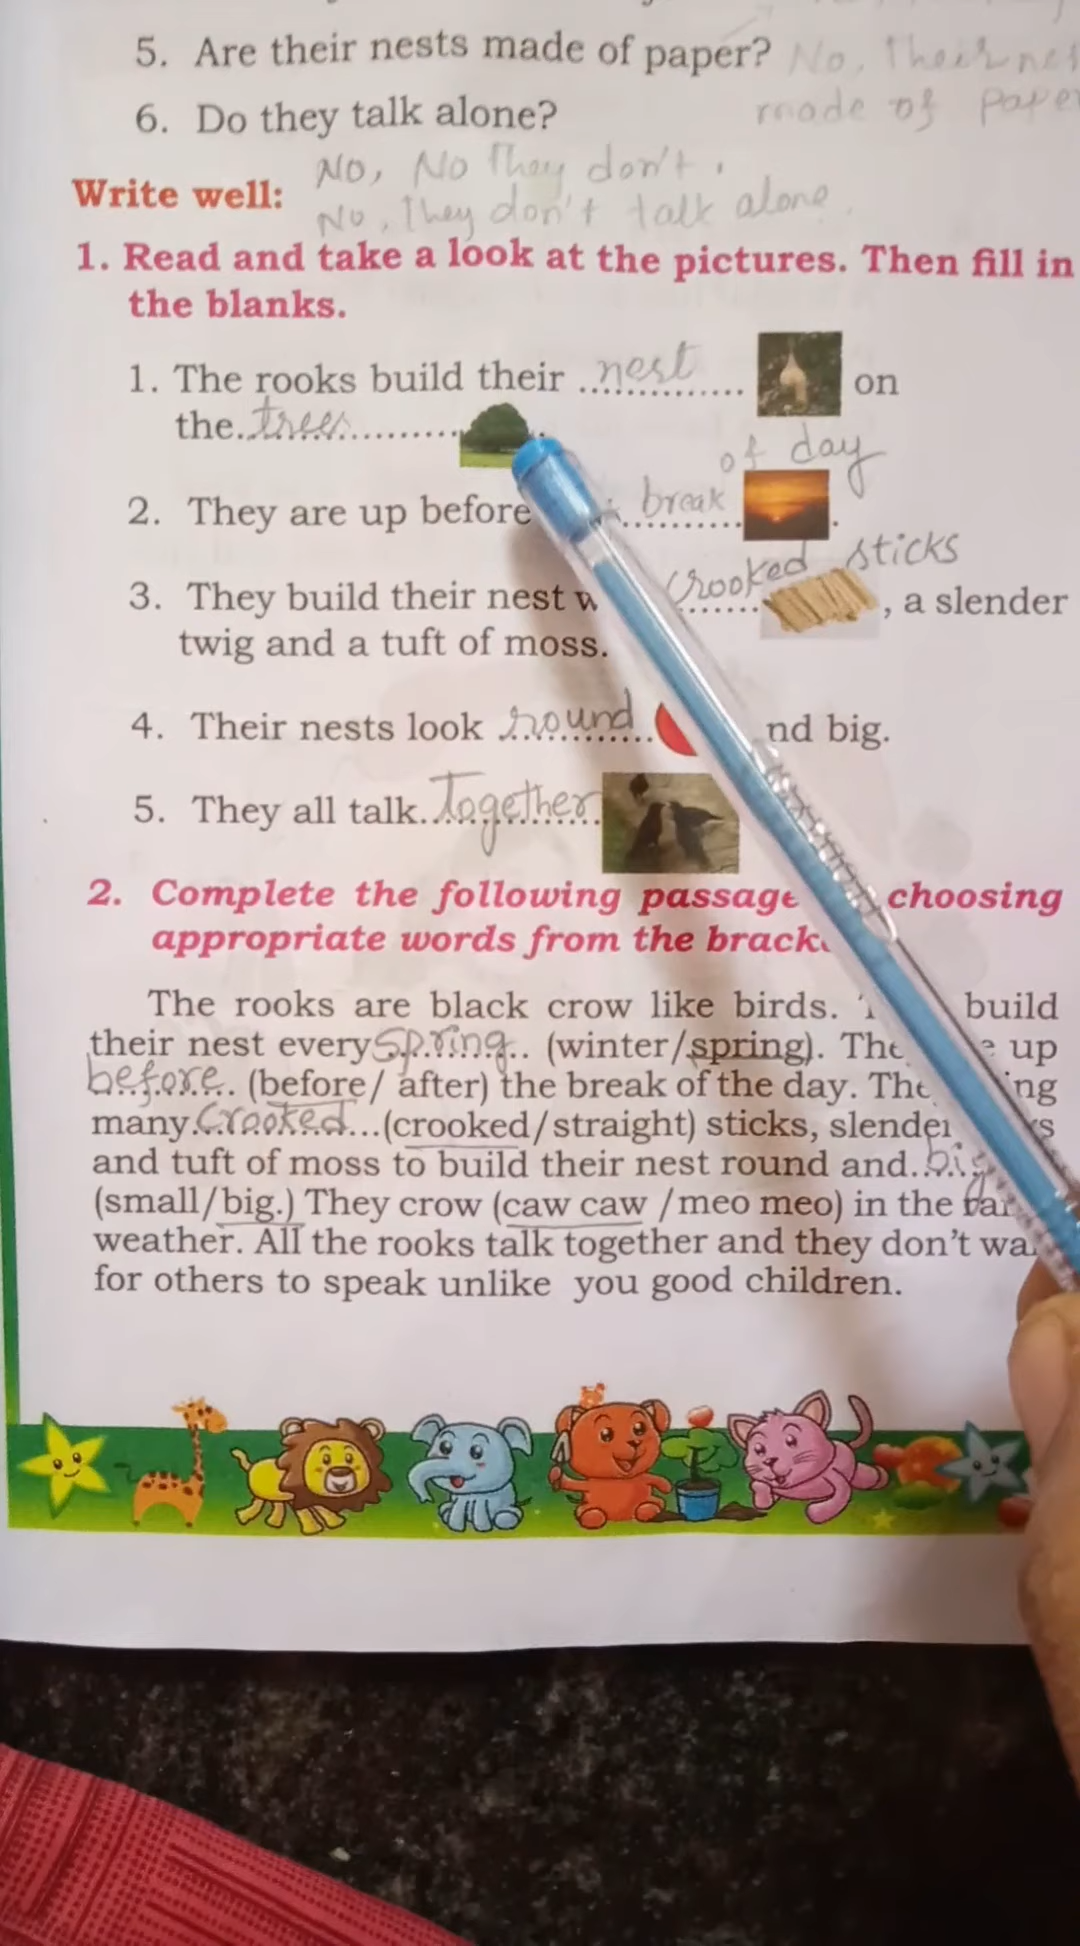 5. Are their nests made of paper? No, Their nes
made of Pape
6. Do they talk alone?
No, No They don't.
Write well:
No, They don't talk alone.
1. Read and take a look at the pictures. Then fill in
the blanks.
1. The rooks build their ..nest.............. on
the..trees...............
of day
2. They are up before break ..........
crooked sticks
3. They build their nest ........, a slender
twig and a tuft of moss.
4. Their nests look ..round........ nd big.
5. They all talk..Together......
2. Complete the following passage choosing
appropriate words from the brack
The rooks are black crow like birds. build
their nest every spring.. (winter/spring). The up
before.. (before/ after) the break of the day. The ing
many.Crooked...(crooked/straight) sticks, slender s
and tuft of moss to build their nest round and..big
(small/big.) They crow (caw caw /meo meo) in the
weather. All the rooks talk together and they don't wa
for others to speak unlike you good children.